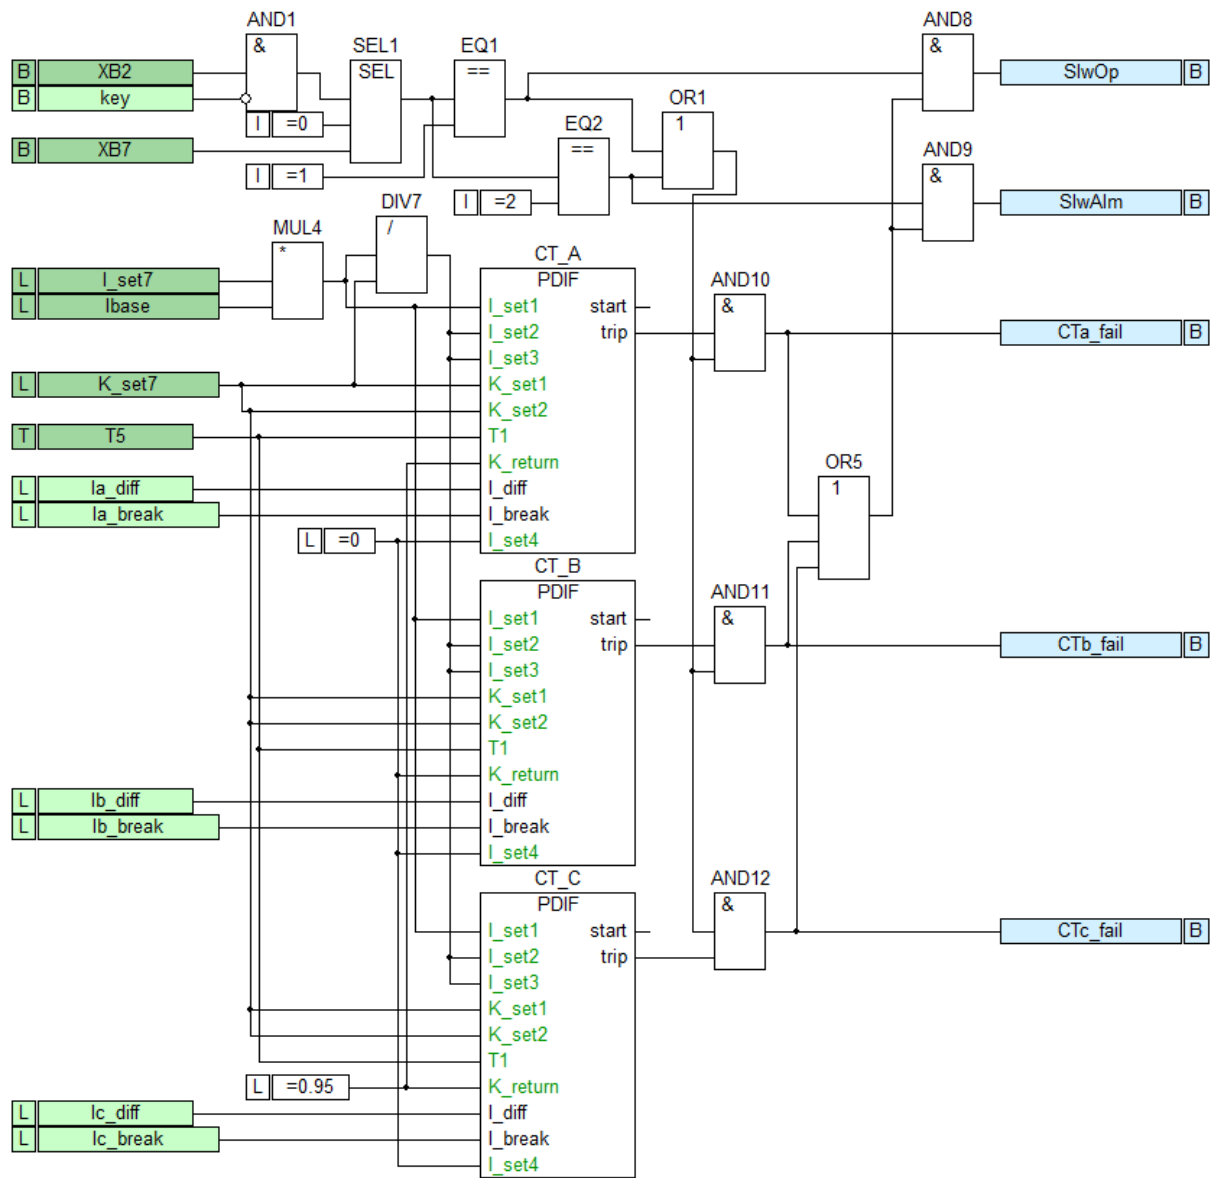 AND1
&
SEL1
SEL
EQ1
==
AND8
&
B XB2
SlwOp B
B key
I =0
OR1
1
EQ2
==
B XB7
I =1
I =2
AND9
&
SlwAlm B
DIV7
/
MUL4
*
L I_set7
L Ibase
CT_A
PDIF
I_set1 start
I_set2 trip
I_set3
K_set1
K_set2
T1
K_return
I_diff
I_break
I_set4
AND10
&
CTa_fail B
L K_set7
T T5
L Ia_diff
L Ia_break
L =0
OR5
1
CT_B
PDIF
I_set1 start
I_set2 trip
I_set3
K_set1
K_set2
T1
K_return
I_diff
I_break
I_set4
AND11
&
CTb_fail B
L Ib_diff
L Ib_break
CT_C
PDIF
I_set1 start
I_set2 trip
I_set3
K_set1
K_set2
T1
K_return
I_diff
I_break
I_set4
AND12
&
CTc_fail B
L =0.95
L Ic_diff
L Ic_break